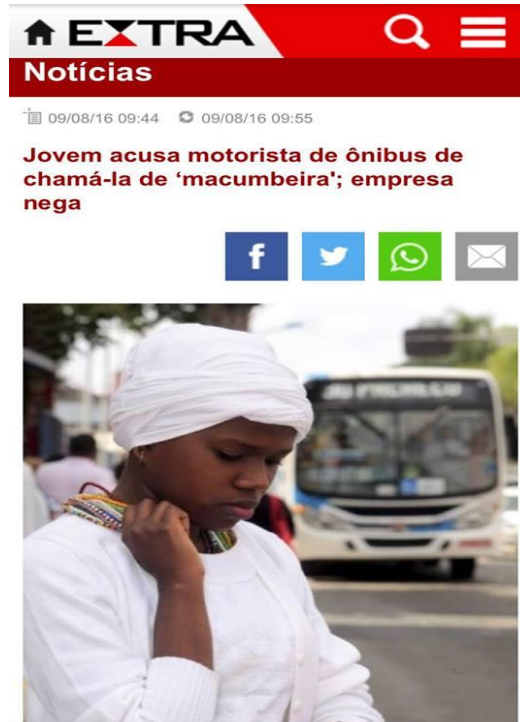 EXTRA
Notícias
09/08/16 09:44 09/08/16 09:55
Jovem acusa motorista de ônibus de
chamá-la de ‘macumbeira'; empresa
nega